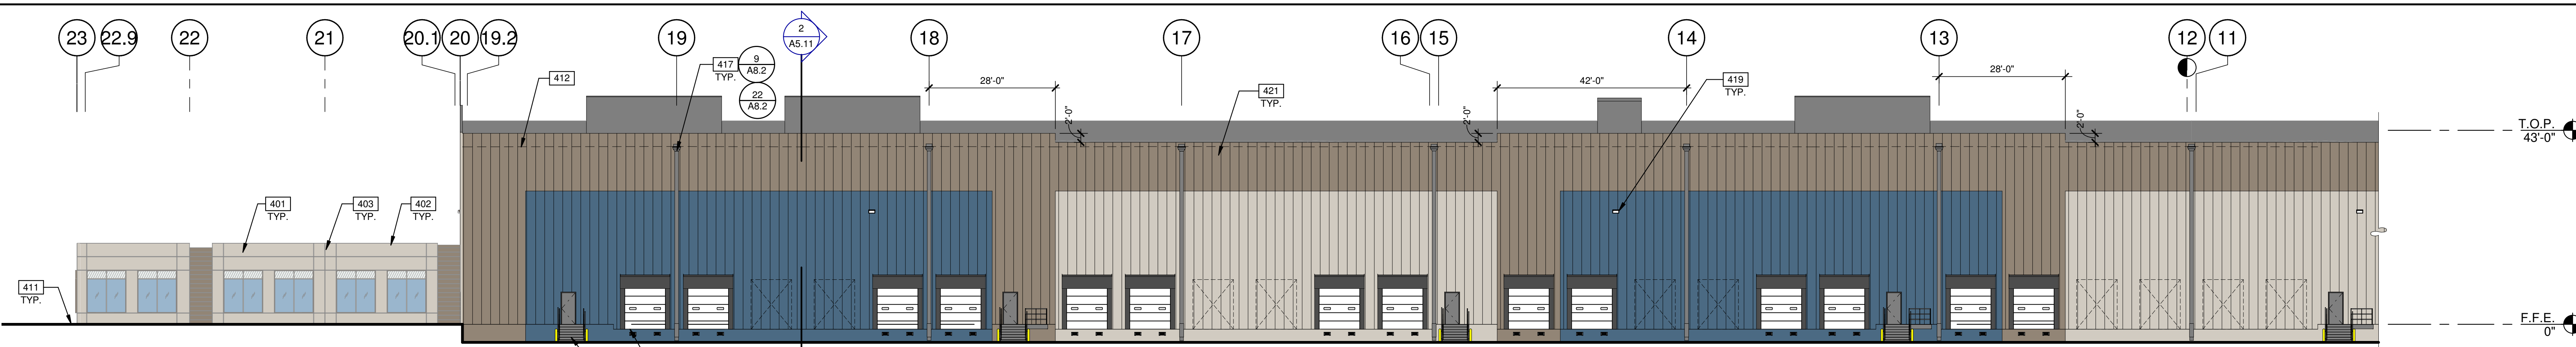 23 22.9 22 21 20.1 20 19.2 19 18 17 16 15 14 13 12 11
2
A5.11
417
TYP.
9
A8.2
22
A8.2
412
28'-0"
421
TYP.
42'-0"
419
TYP.
28'-0"
2'-0"
2'-0"
2'-0"
T.O.P.
43'-0"
401
TYP.
403
TYP.
402
TYP.
411
TYP.
F.F.E.
0"